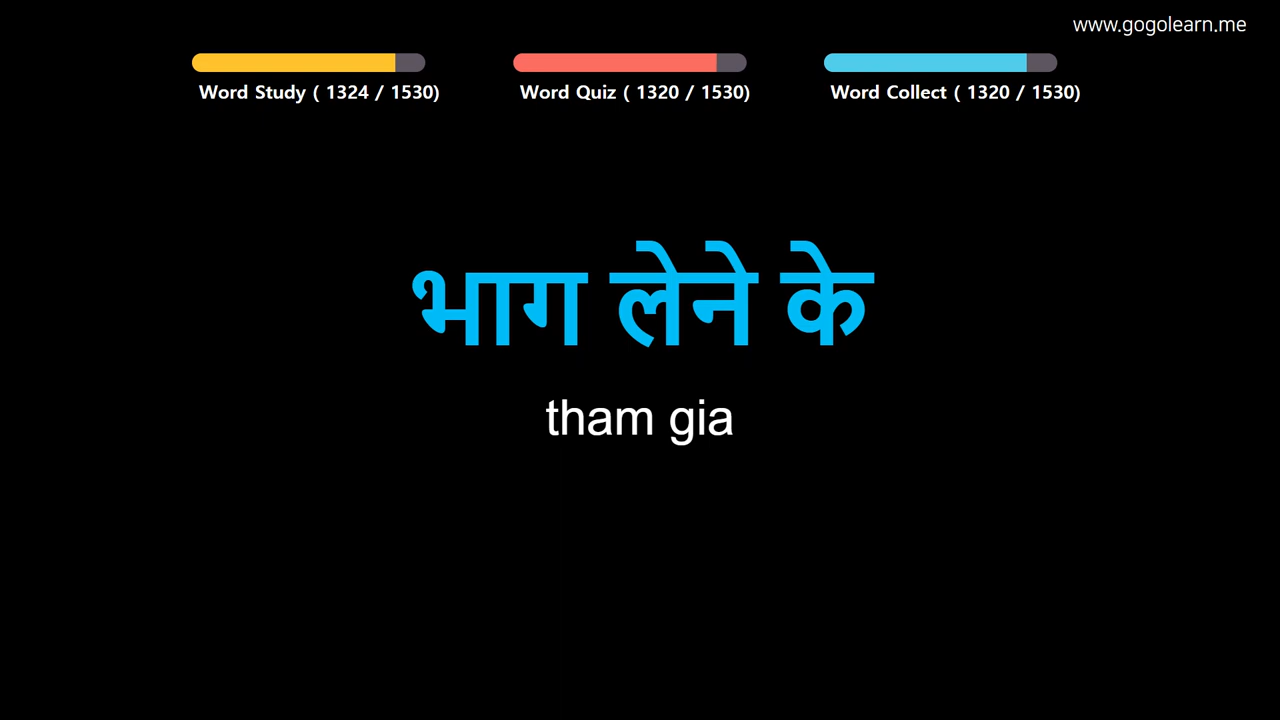 www.gogolearn.me
Word Study ( 1324 / 1530)
Word Quiz ( 1320 / 1530)
Word Collect ( 1320 / 1530)
भाग लेने के
tham gia